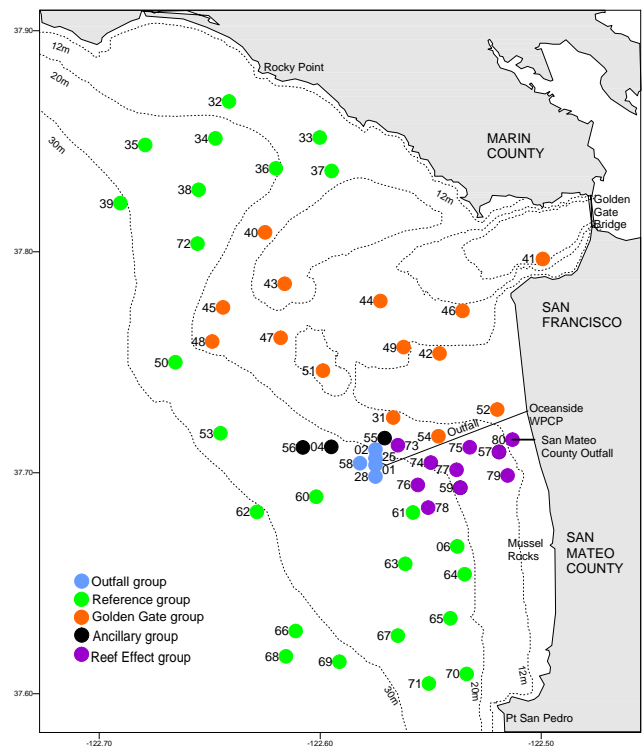 37.90
12m
20m
30m
Rocky Point
32
33
34
35
36
37
38
39
72
MARIN
COUNTY
12m
Golden
Gate
Bridge
37.80
40
41
43
44
45
46
47
48
49
42
50
51
SAN
FRANCISCO
31
52
Oceanside
WPCP
Outfall
53
54
55
73
56
04
02
25
58
01
28
74
75
80
57
San Mateo
County Outfall
77
79
76
59
78
37.70
60
61
62
06
Mussel
Rocks
63
64
SAN
MATEO
COUNTY
65
66
67
68
69
70
71
Outfall group
Reference group
Golden Gate group
Ancillary group
Reef Effect group
30m
20m
12m
37.60
Pt San Pedro
-122.70
-122.60
-122.50